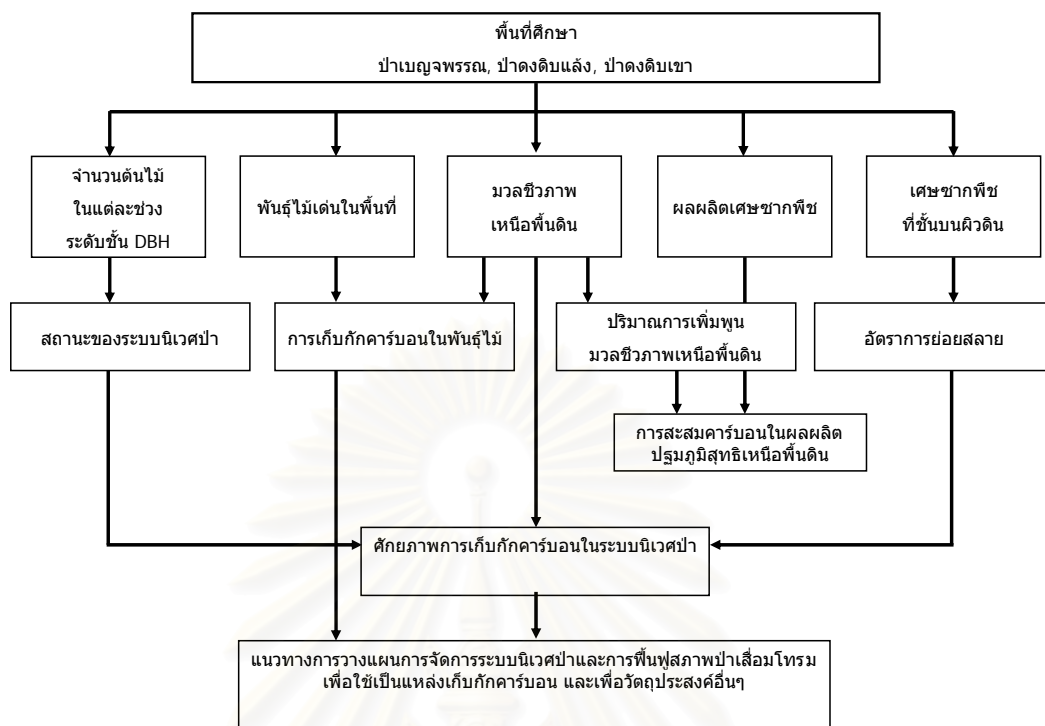 พื้นที่ศึกษา
ป่าเบญจพรรณ, ป่าดงดิบแล้ง, ป่าดงดิบเขา
จำนวนต้นไม้
ในแต่ละช่วง
ระดับชั้น DBH
พันธุ์ไม้เด่นในพื้นที่
มวลชีวภาพ
เหนือพื้นดิน
ผลผลิตเศษซากพืช
เศษซากพืช
ที่ชั้นบนผิวดิน
สถานะของระบบนิเวศป่า
การเก็บกักคาร์บอนในพันธุ์ไม้
ปริมาณการเพิ่มพูน
มวลชีวภาพเหนือพื้นดิน
อัตราการย่อยสลาย
การสะสมคาร์บอนในผลผลิต
ปฐมภูมิสุทธิเหนือพื้นดิน
ศักยภาพการเก็บกักคาร์บอนในระบบนิเวศป่า
แนวทางการวางแผนการจัดการระบบนิเวศป่าและการฟื้นฟูสภาพป่าเสื่อมโทรม
เพื่อใช้เป็นแหล่งเก็บกักคาร์บอน และเพื่อวัตถุประสงค์อื่นๆ